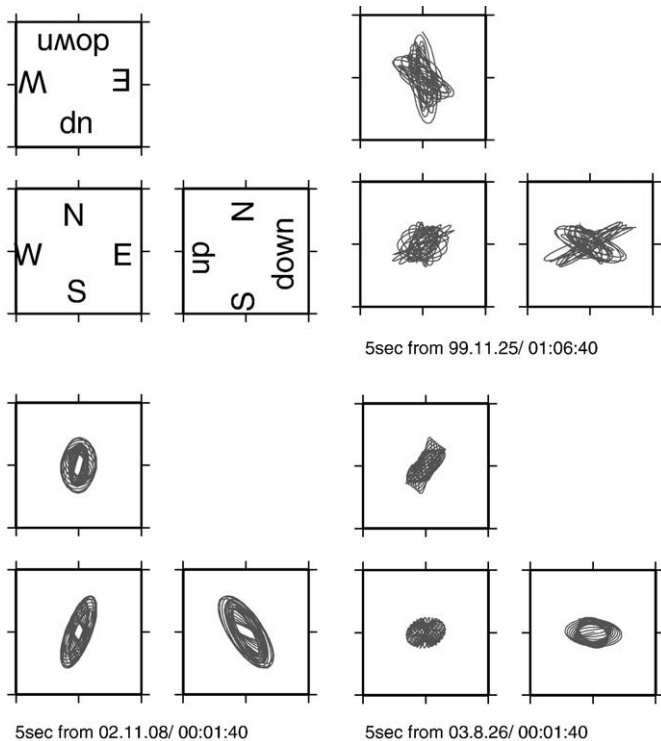 down
W E
up
N
W E
S
N
up down
S
5sec from 99.11.25/ 01:06:40
5sec from 02.11.08/ 00:01:40
5sec from 03.8.26/ 00:01:40